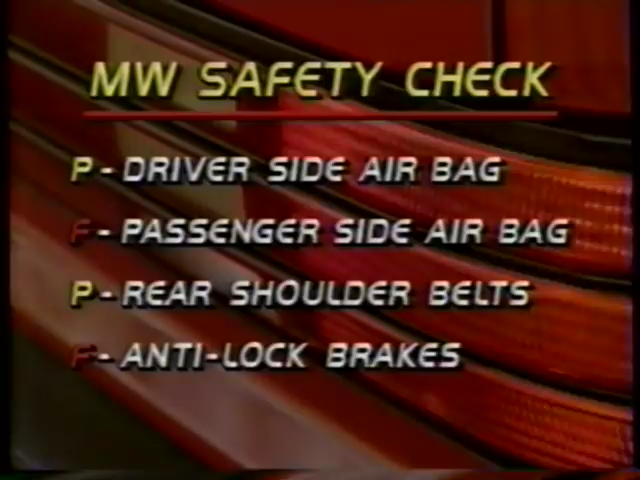 MW SAFETY CHECK
P - DRIVER SIDE AIR BAG
F - PASSENGER SIDE AIR BAG
P - REAR SHOULDER BELTS
F - ANTI-LOCK BRAKES